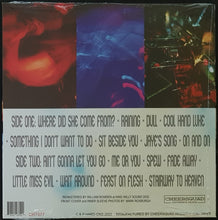 SIDE ONE: WHERE DID SHE COME FROM? - RAINING - DULL - COOL HAND LUKE
SOMETHING I DON'T WANT TO DO - SIT BESIDE YOU - JAYE'S SONG - ON AND ON
SIDE TWO: AIN'T GONNA LET YOU GO - ME OR YOU - SPEW - FADE AWAY -
LITTLE MISS EVIL - WAIT AROUND - FEAST ON FLESH - STAIRWAY TO HEAVEN
CHEERSQUAD